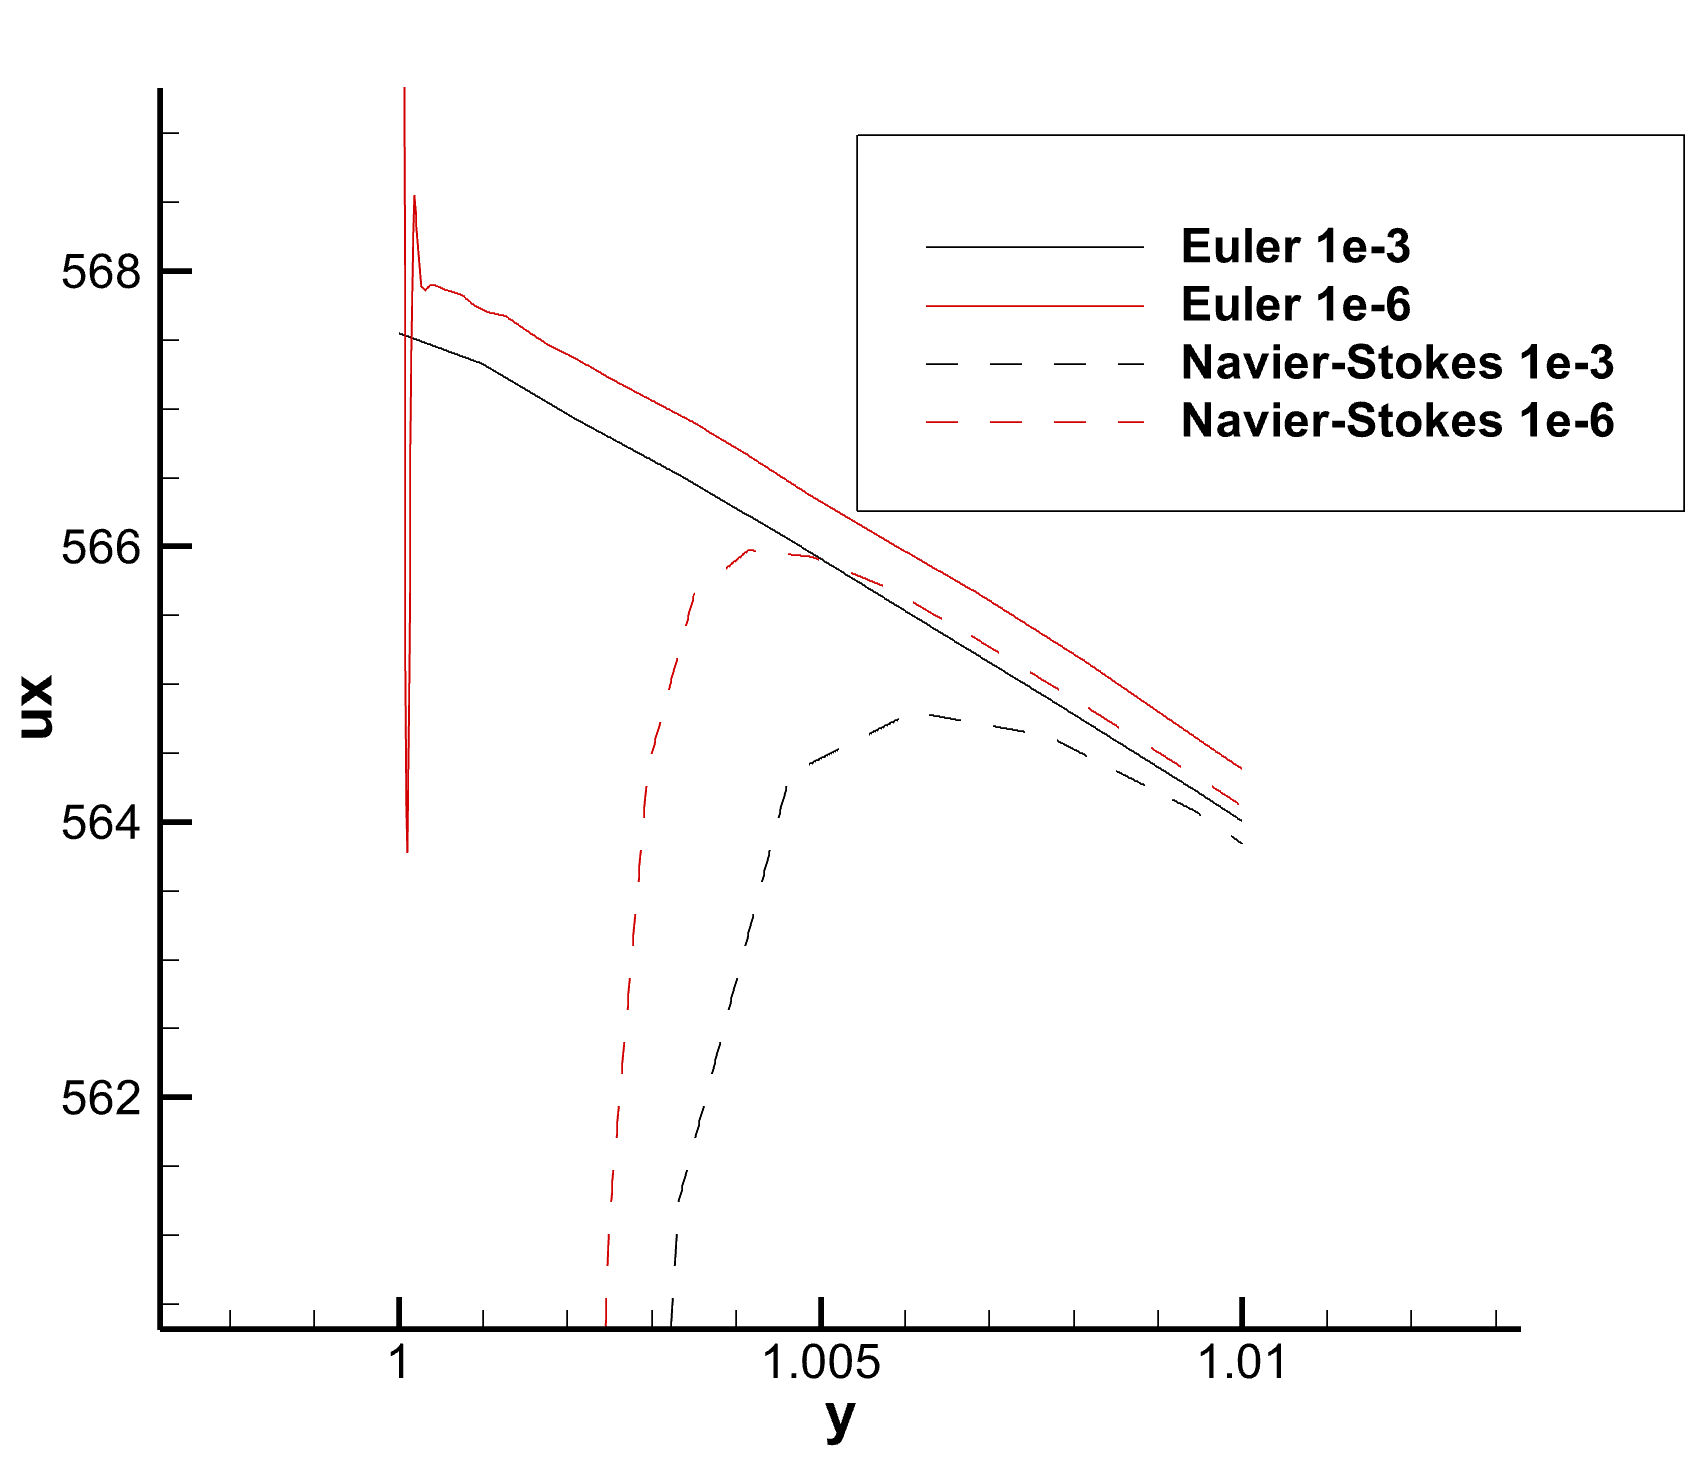 Euler 1e-3
Euler 1e-6
Navier-Stokes 1e-3
Navier-Stokes 1e-6
568
566
564
562
ux
1
1.005
1.01
y